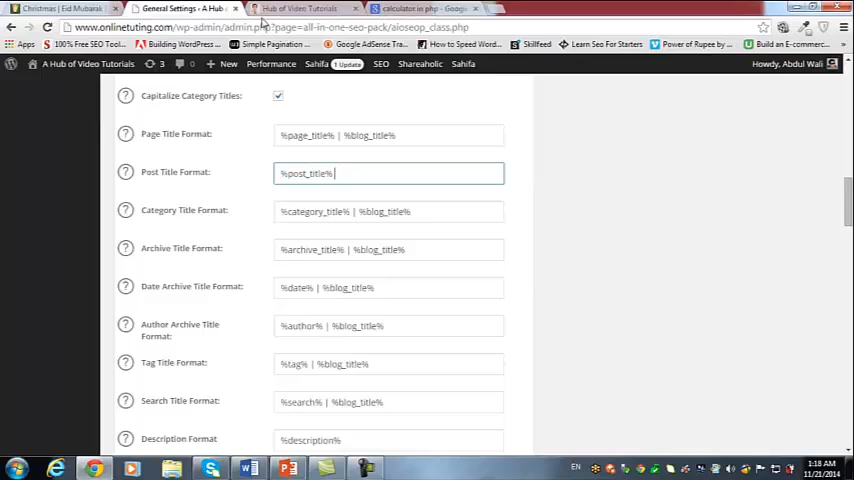 Christmas | Eid Mubarak
General Settings - A Hub
Hub of Video Tutorials
calculator in php - Google
www.onlinetuting.com/wp-admin/admin.php?page=all-in-one-seo-pack/aioseop_class.php
Apps
100% Free SEO Tool
Building WordPress
Simple Pagination
Google AdSense Tra
How to Speed Word
Skillfeed
Learn Seo for Starters
Power of Rupee by
Build an E-commerce
A Hub of Video Tutorials
3
0
New
Performance
Sahifa
1 Update
SEO
Shareaholic
Sahifa
Howdy, Abdul Wali
Capitalize Category Titles:
Page Title Format:
%page_title% | %blog_title%
Post Title Format:
%post_title%
Category Title Format:
%category_title% | %blog_title%
Archive Title Format:
%archive_title% | %blog_title%
Date Archive Title Format:
%date% | %blog_title%
Author Archive Title
Format:
%author% | %blog_title%
Tag Title Format:
%tag% | %blog_title%
Search Title Format:
%search% | %blog_title%
Description Format
%description%
EN
1:18 AM
11/21/2014